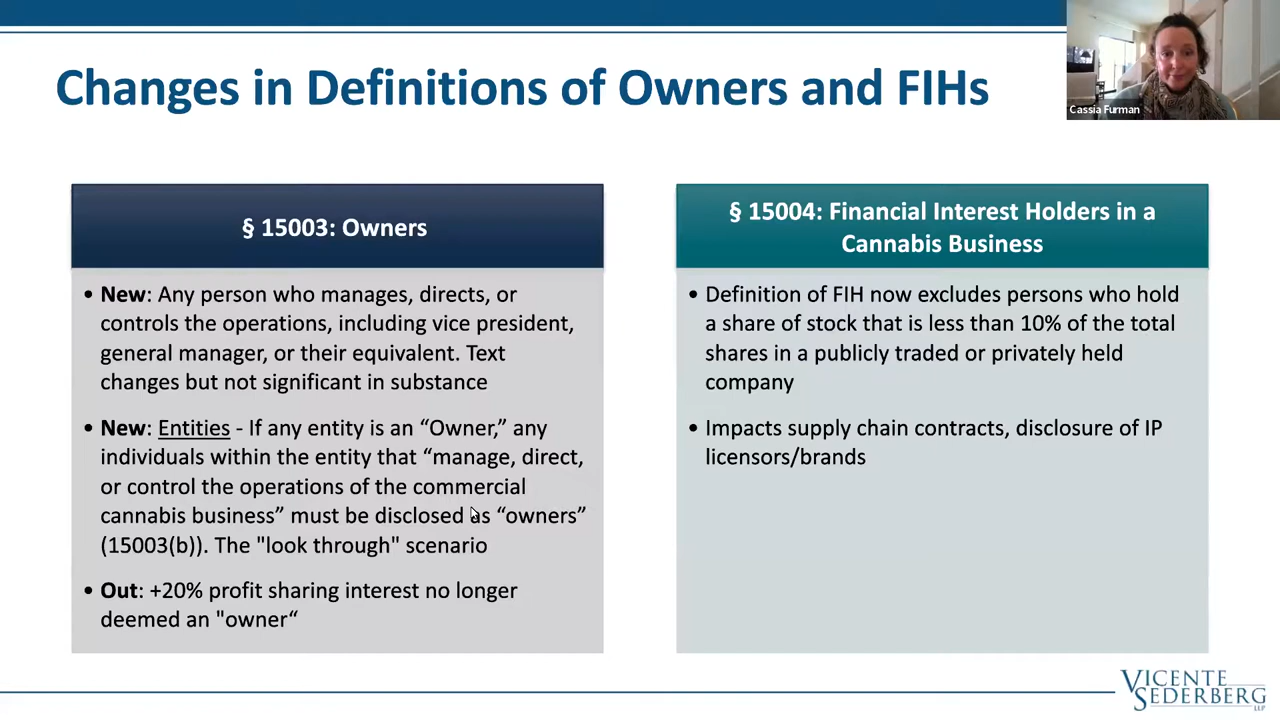 Changes in Definitions of Owners and FIHs
Cassia Furman
§ 15003: Owners
• New: Any person who manages, directs, or
controls the operations, including vice president,
general manager, or their equivalent. Text
changes but not significant in substance
• New: Entities - If any entity is an “Owner,” any
individuals within the entity that “manage, direct,
or control the operations of the commercial
cannabis business” must be disclosed as “owners”
(15003(b)). The "look through" scenario
• Out: +20% profit sharing interest no longer
deemed an "owner“
§ 15004: Financial Interest Holders in a
Cannabis Business
• Definition of FIH now excludes persons who hold
a share of stock that is less than 10% of the total
shares in a publicly traded or privately held
company
• Impacts supply chain contracts, disclosure of IP
licensors/brands
VICENTE
SEDERBERG
LLP